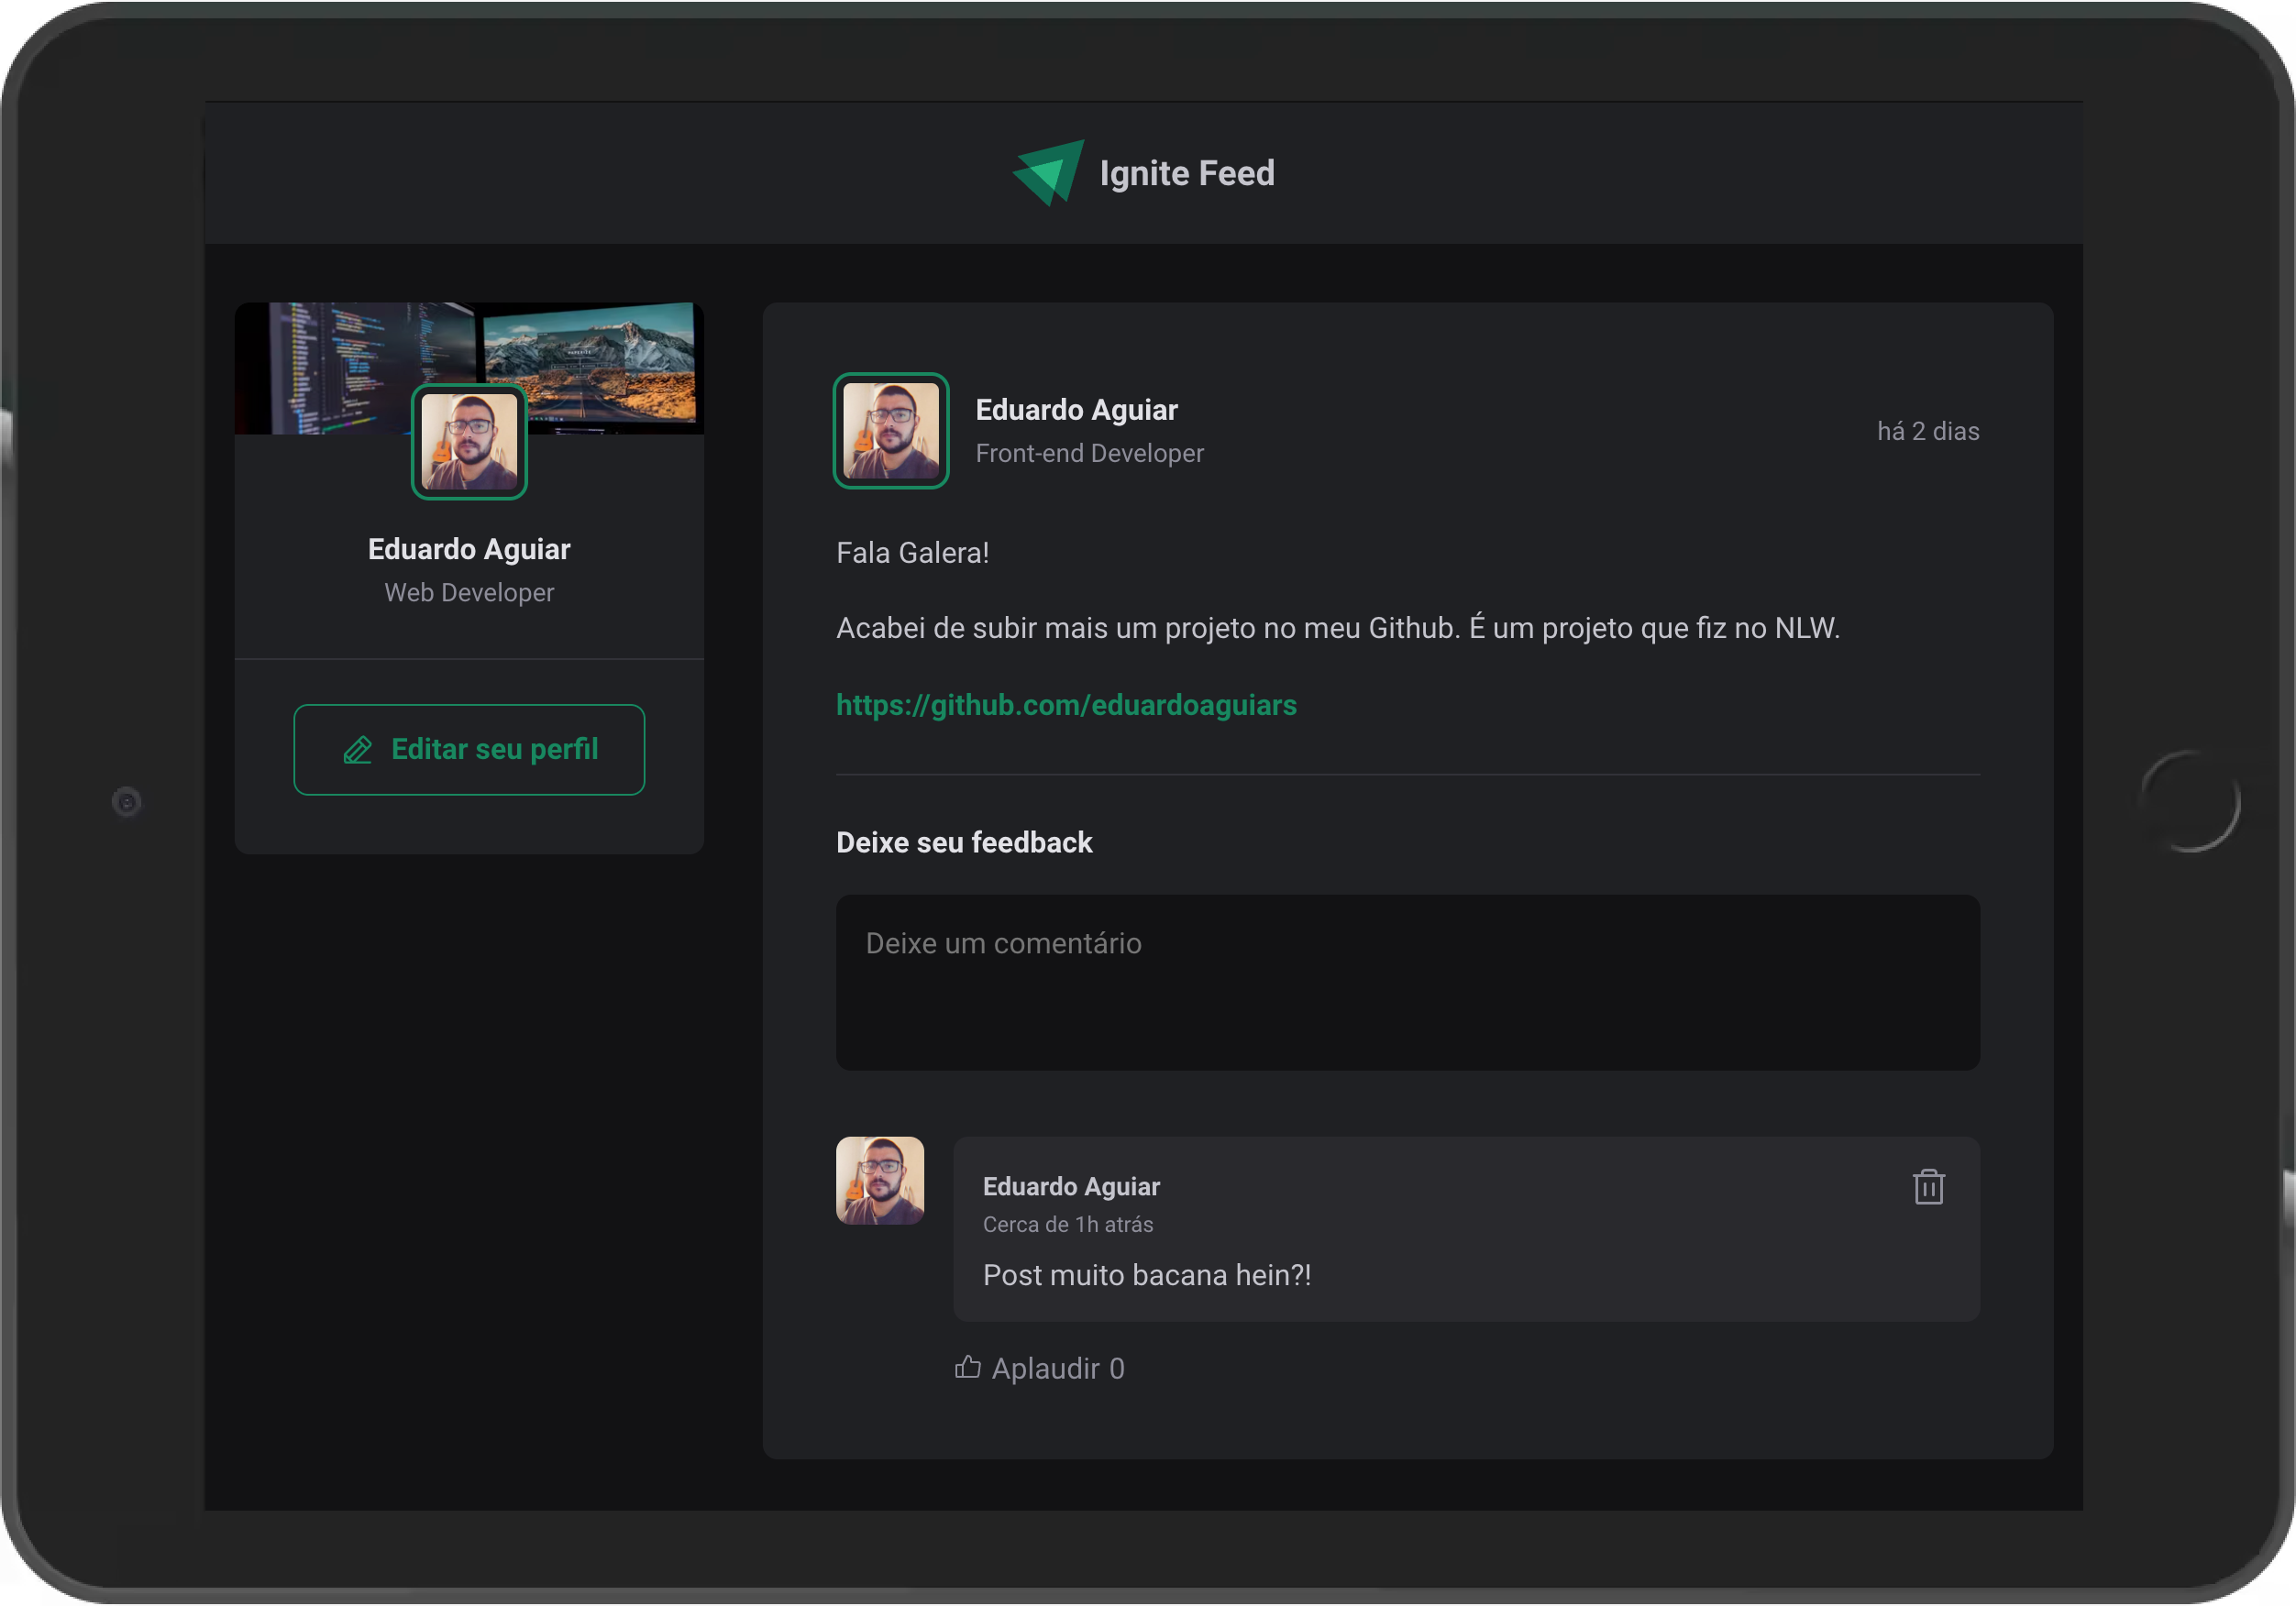 Ignite Feed
Eduardo Aguiar
Web Developer
Editar seu perfil
Eduardo Aguiar
Front-end Developer
há 2 dias
Fala Galera!
Acabei de subir mais um projeto no meu Github. É um projeto que fiz no NLW.
https://github.com/eduardoaguiars
Deixe seu feedback
Deixe um comentário
Eduardo Aguiar
Cerca de 1h atrás
Post muito bacana hein?!
Aplaudir 0